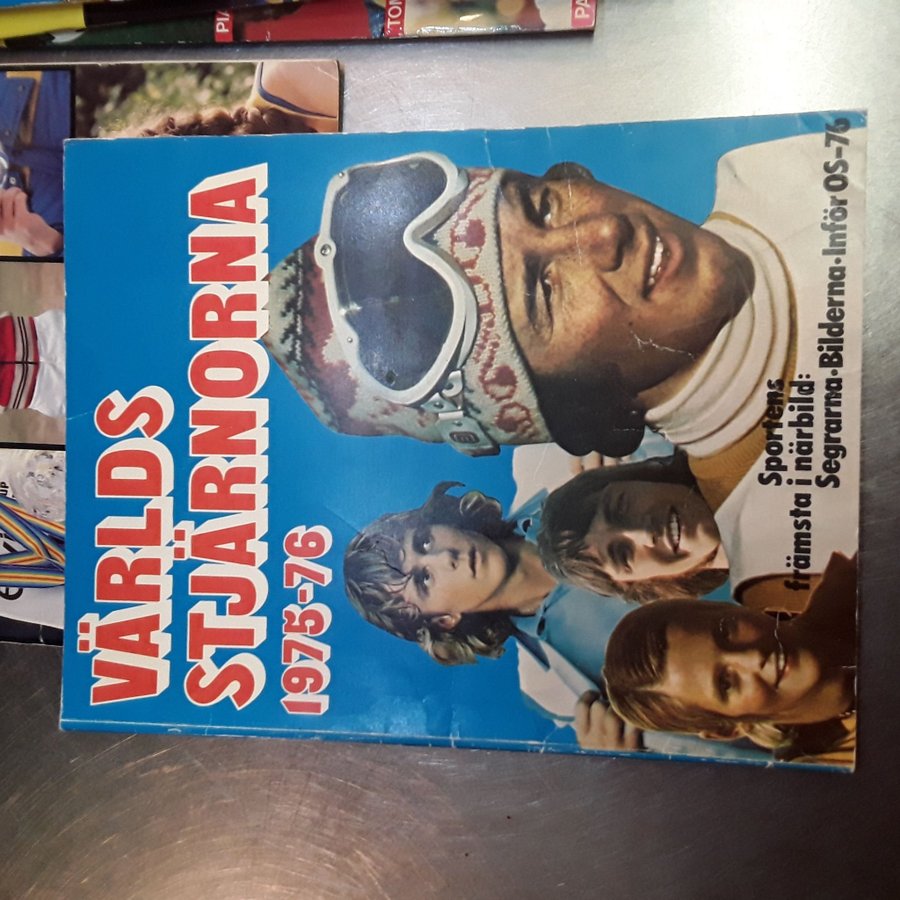 VÄRLDS
STJÄRNORNA
1975-76
Sportens
främsta i närbild:
Segrarna•Bilderna•Inför OS-76